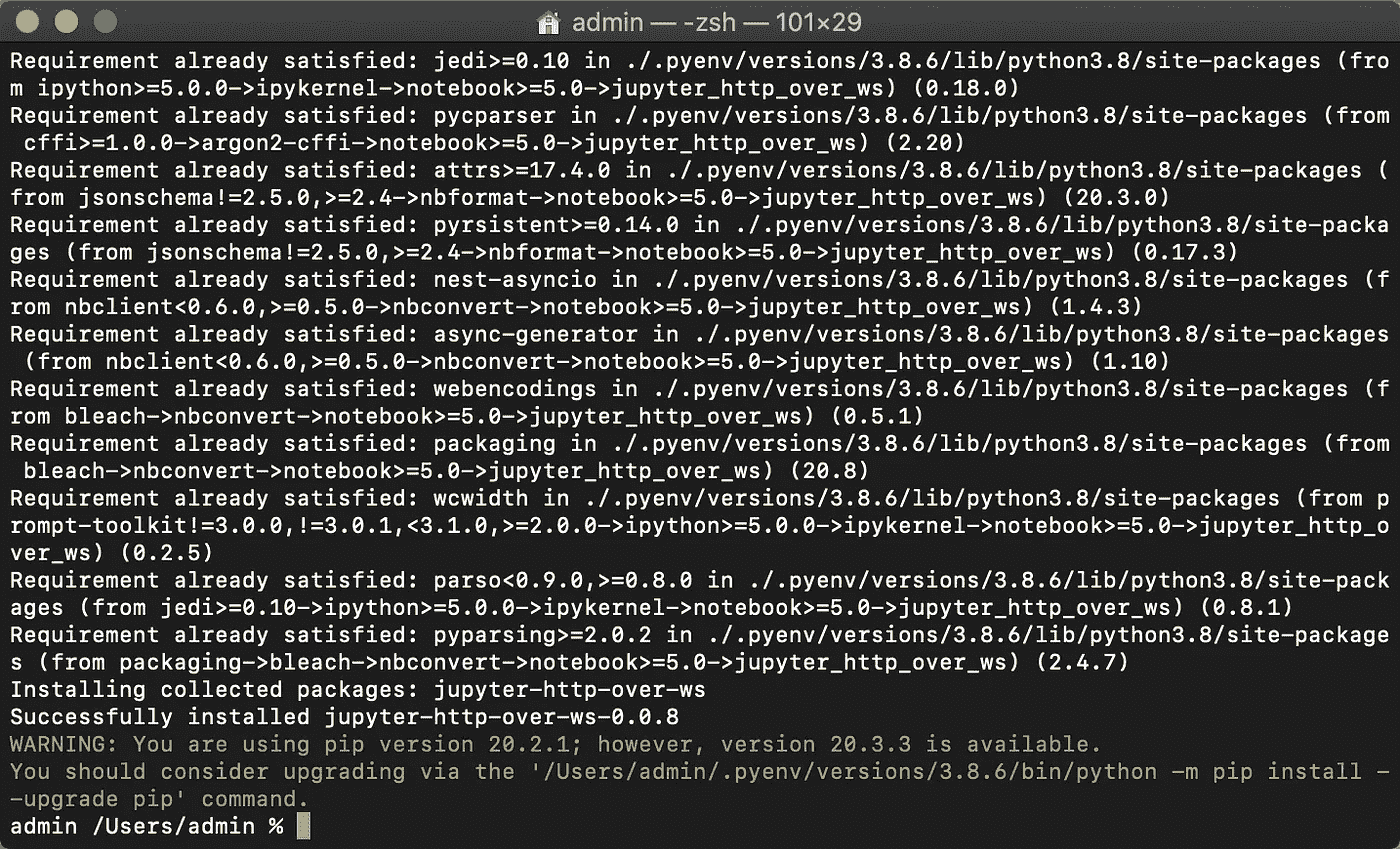 admin — -zsh — 101×29
Requirement already satisfied: jedi>=0.10 in ./.pyenv/versions/3.8.6/lib/python3.8/site-packages (fro
m ipython>=5.0.0->ipykernel->notebook>=5.0->jupyter_http_over_ws) (0.18.0)
Requirement already satisfied: pycparser in ./.pyenv/versions/3.8.6/lib/python3.8/site-packages (from
 cffi>=1.0.0->argon2-cffi->notebook>=5.0->jupyter_http_over_ws) (2.20)
Requirement already satisfied: attrs>=17.4.0 in ./.pyenv/versions/3.8.6/lib/python3.8/site-packages (
from jsonschema!=2.5.0,>=2.4->nbformat->notebook>=5.0->jupyter_http_over_ws) (20.3.0)
Requirement already satisfied: pyrsistent>=0.14.0 in ./.pyenv/versions/3.8.6/lib/python3.8/site-packa
ges (from jsonschema!=2.5.0,>=2.4->nbformat->notebook>=5.0->jupyter_http_over_ws) (0.17.3)
Requirement already satisfied: nest-asyncio in ./.pyenv/versions/3.8.6/lib/python3.8/site-packages (f
rom nbclient<0.6.0,>=0.5.0->nbconvert->notebook>=5.0->jupyter_http_over_ws) (1.4.3)
Requirement already satisfied: async-generator in ./.pyenv/versions/3.8.6/lib/python3.8/site-packages
 (from nbclient<0.6.0,>=0.5.0->nbconvert->notebook>=5.0->jupyter_http_over_ws) (1.10)
Requirement already satisfied: webencodings in ./.pyenv/versions/3.8.6/lib/python3.8/site-packages (f
rom bleach->nbconvert->notebook>=5.0->jupyter_http_over_ws) (0.5.1)
Requirement already satisfied: packaging in ./.pyenv/versions/3.8.6/lib/python3.8/site-packages (from
 bleach->nbconvert->notebook>=5.0->jupyter_http_over_ws) (20.8)
Requirement already satisfied: wcwidth in ./.pyenv/versions/3.8.6/lib/python3.8/site-packages (from p
rompt-toolkit!=3.0.0,!=3.0.1,<3.1.0,>=2.0.0->ipython>=5.0.0->ipykernel->notebook>=5.0->jupyter_http_o
ver_ws) (0.2.5)
Requirement already satisfied: parso<0.9.0,>=0.8.0 in ./.pyenv/versions/3.8.6/lib/python3.8/site-pack
ages (from jedi>=0.10->ipython>=5.0.0->ipykernel->notebook>=5.0->jupyter_http_over_ws) (0.8.1)
Requirement already satisfied: pyparsing>=2.0.2 in ./.pyenv/versions/3.8.6/lib/python3.8/site-package
s (from packaging->bleach->nbconvert->notebook>=5.0->jupyter_http_over_ws) (2.4.7)
Installing collected packages: jupyter-http-over-ws
Successfully installed jupyter-http-over-ws-0.0.8
WARNING: You are using pip version 20.2.1; however, version 20.3.3 is available.
You should consider upgrading via the '/Users/admin/.pyenv/versions/3.8.6/bin/python -m pip install -
-upgrade pip' command.
admin /Users/admin %